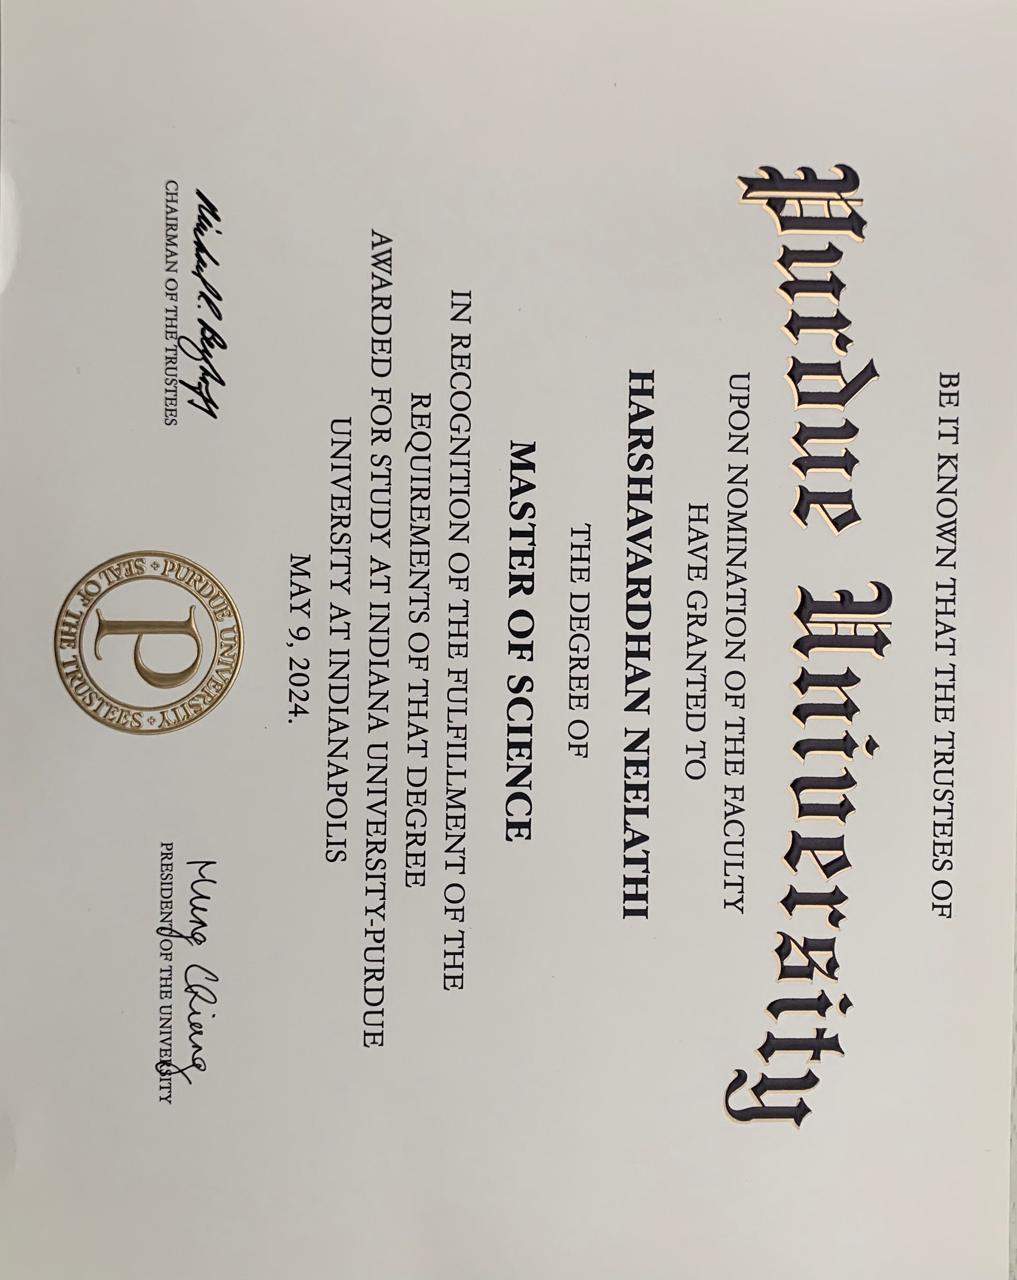 BE IT KNOWN THAT THE TRUSTEES OF
Purdue University
UPON NOMINATION OF THE FACULTY
HAVE GRANTED TO
HARSHAVARDHAN NEELATHI
THE DEGREE OF
MASTER OF SCIENCE
IN RECOGNITION OF THE FULFILLMENT OF THE
REQUIREMENTS OF THAT DEGREE
AWARDED FOR STUDY AT INDIANA UNIVERSITY-PURDUE
UNIVERSITY AT INDIANAPOLIS
MAY 9, 2024.
Michael R. Berghoff
CHAIRMAN OF THE TRUSTEES
PURDUE UNIVERSITY
SEAL OF THE TRUSTEES
P
Mung Chiang
PRESIDENT OF THE UNIVERSITY